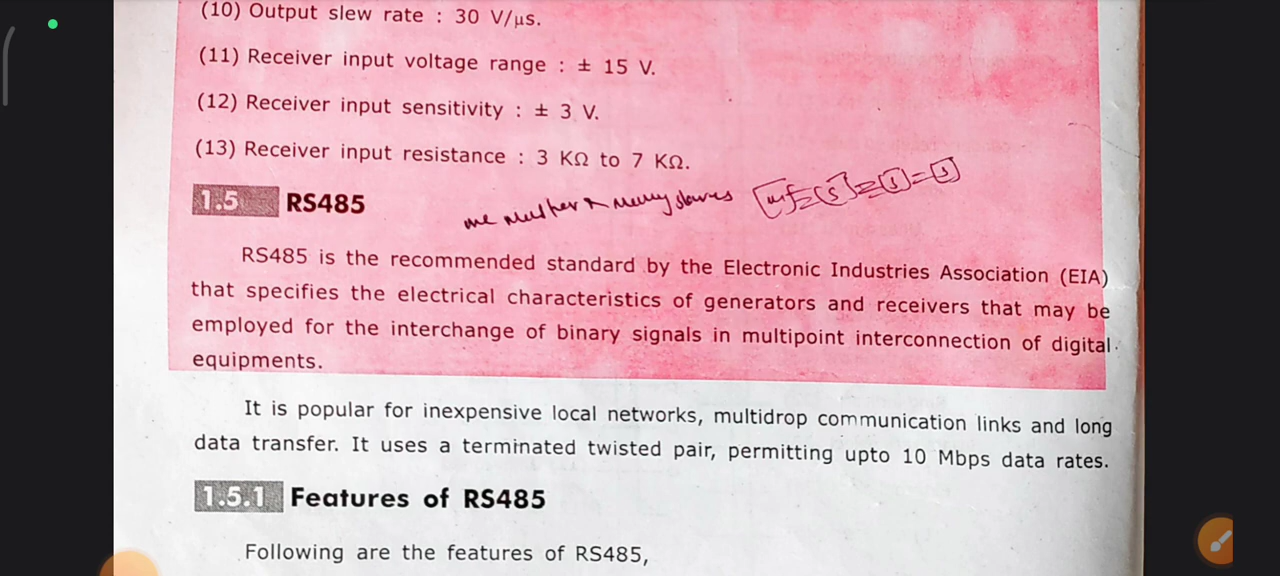 (10) Output slew rate : 30 V/μs.
(11) Receiver input voltage range : ± 15 V.
(12) Receiver input sensitivity : ± 3 V.
(13) Receiver input resistance : 3 KΩ to 7 KΩ.
1.5 RS485
one master & many slaves
RS485 is the recommended standard by the Electronic Industries Association (EIA)
that specifies the electrical characteristics of generators and receivers that may be
employed for the interchange of binary signals in multipoint interconnection of digital
equipments.
It is popular for inexpensive local networks, multidrop communication links and long
data transfer. It uses a terminated twisted pair, permitting upto 10 Mbps data rates.
1.5.1 Features of RS485
Following are the features of RS485,